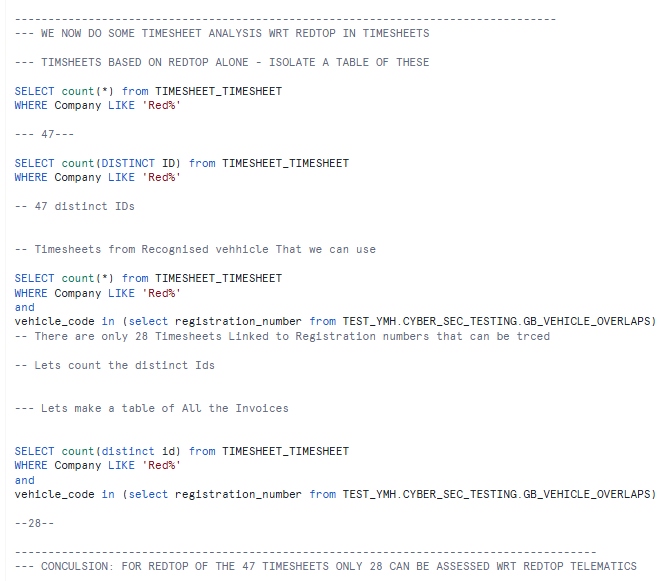 ----------------------------------------------------------------------------------
--- WE NOW DO SOME TIMESHEET ANALYSIS WRT REDTOP IN TIMESHEETS
--- TIMSHEETS BASED ON REDTOP ALONE - ISOLATE A TABLE OF THESE
SELECT count(*) from TIMESHEET_TIMESHEET
WHERE Company LIKE 'Red%'
--- 47---
SELECT count(DISTINCT ID) from TIMESHEET_TIMESHEET
WHERE Company LIKE 'Red%'
-- 47 distinct IDs
-- Timesheets from Recognised vehhicle That we can use
SELECT count(*) from TIMESHEET_TIMESHEET
WHERE Company LIKE 'Red%'
and
vehicle_code in (select registration_number from TEST_YMH.CYBER_SEC_TESTING.GB_VEHICLE_OVERLAPS)
-- There are only 28 Timesheets Linked to Registration numbers that can be trced
-- Lets count the distinct Ids
--- Lets make a table of All the Invoices
SELECT count(distinct id) from TIMESHEET_TIMESHEET
WHERE Company LIKE 'Red%'
and
vehicle_code in (select registration_number from TEST_YMH.CYBER_SEC_TESTING.GB_VEHICLE_OVERLAPS)
--28--
----------------------------------------------------------------------------------------
--- CONCULSION: FOR REDTOP OF THE 47 TIMESHEETS ONLY 28 CAN BE ASSESSED WRT REDTOP TELEMATICS